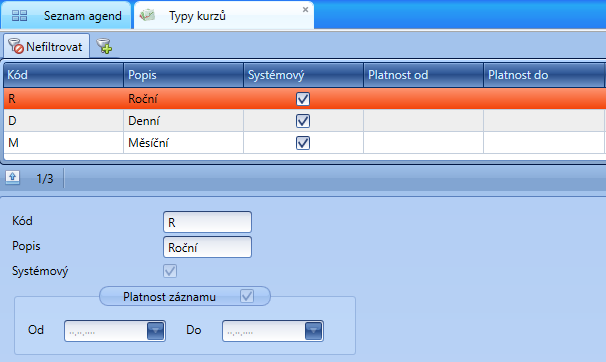 Seznam agend Typy kurzů
Nefiltrovat
Kód Popis Systémový Platnost od Platnost do
R Roční
D Denní
M Měsíční
1/3
Kód R
Popis Roční
Systémový
Platnost záznamu
Od ..,..,.... Do ..,..,....